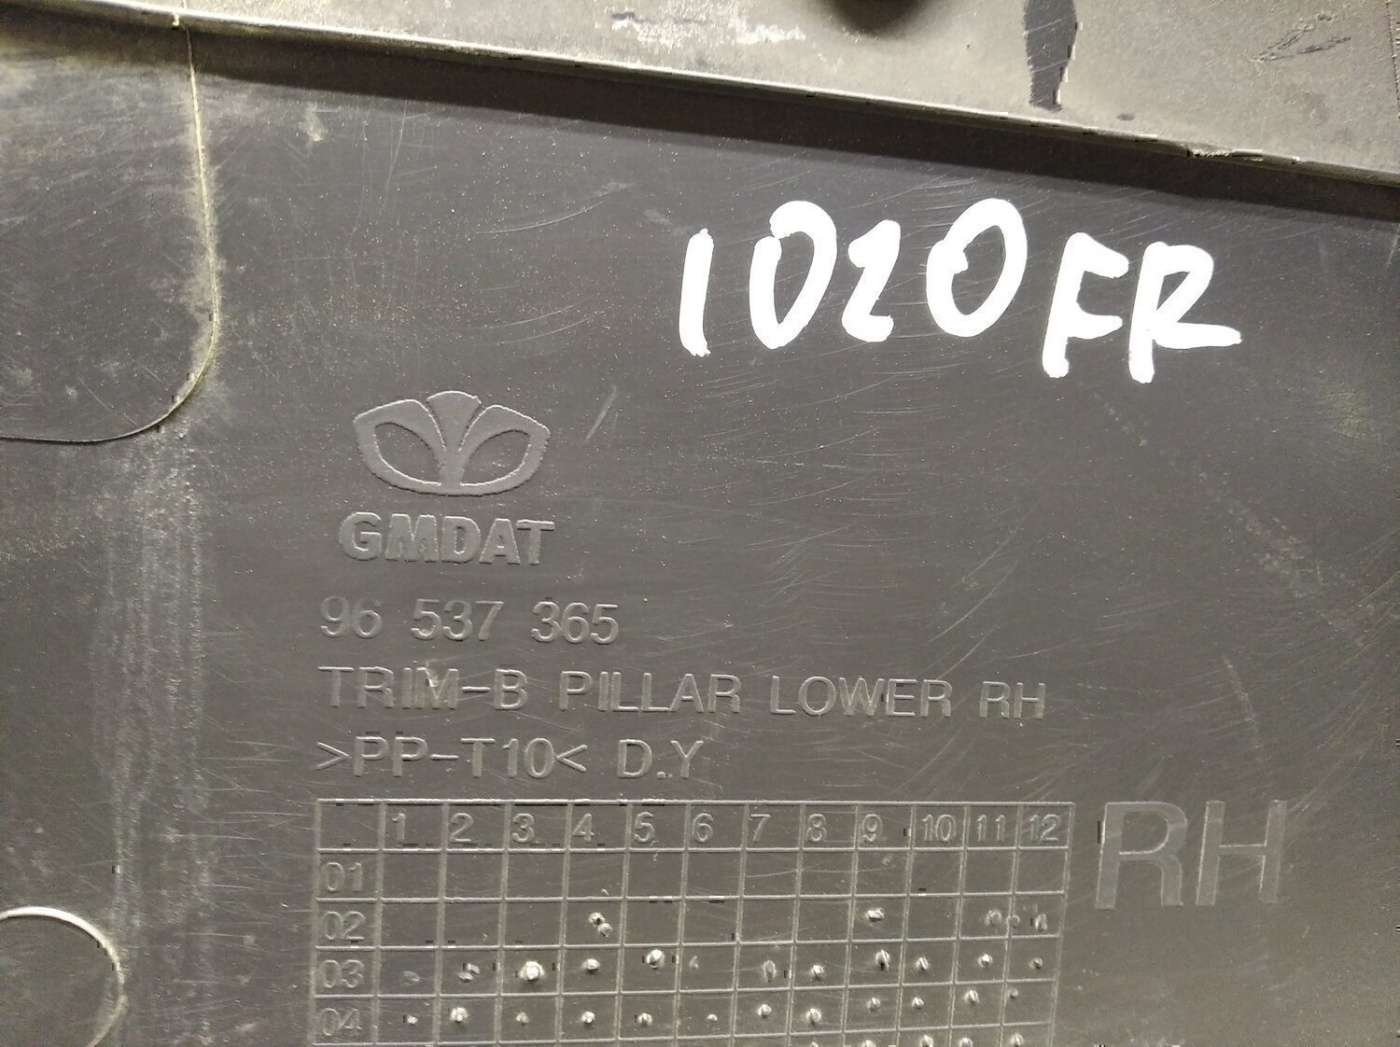 1020FR
GMDAT
96 537 365
TRIM-B PILLAR LOWER RH
>PP-T10< D.Y
1 2 3 4 5 6 7 8 9 10 11 12
RH
01
02
03
04